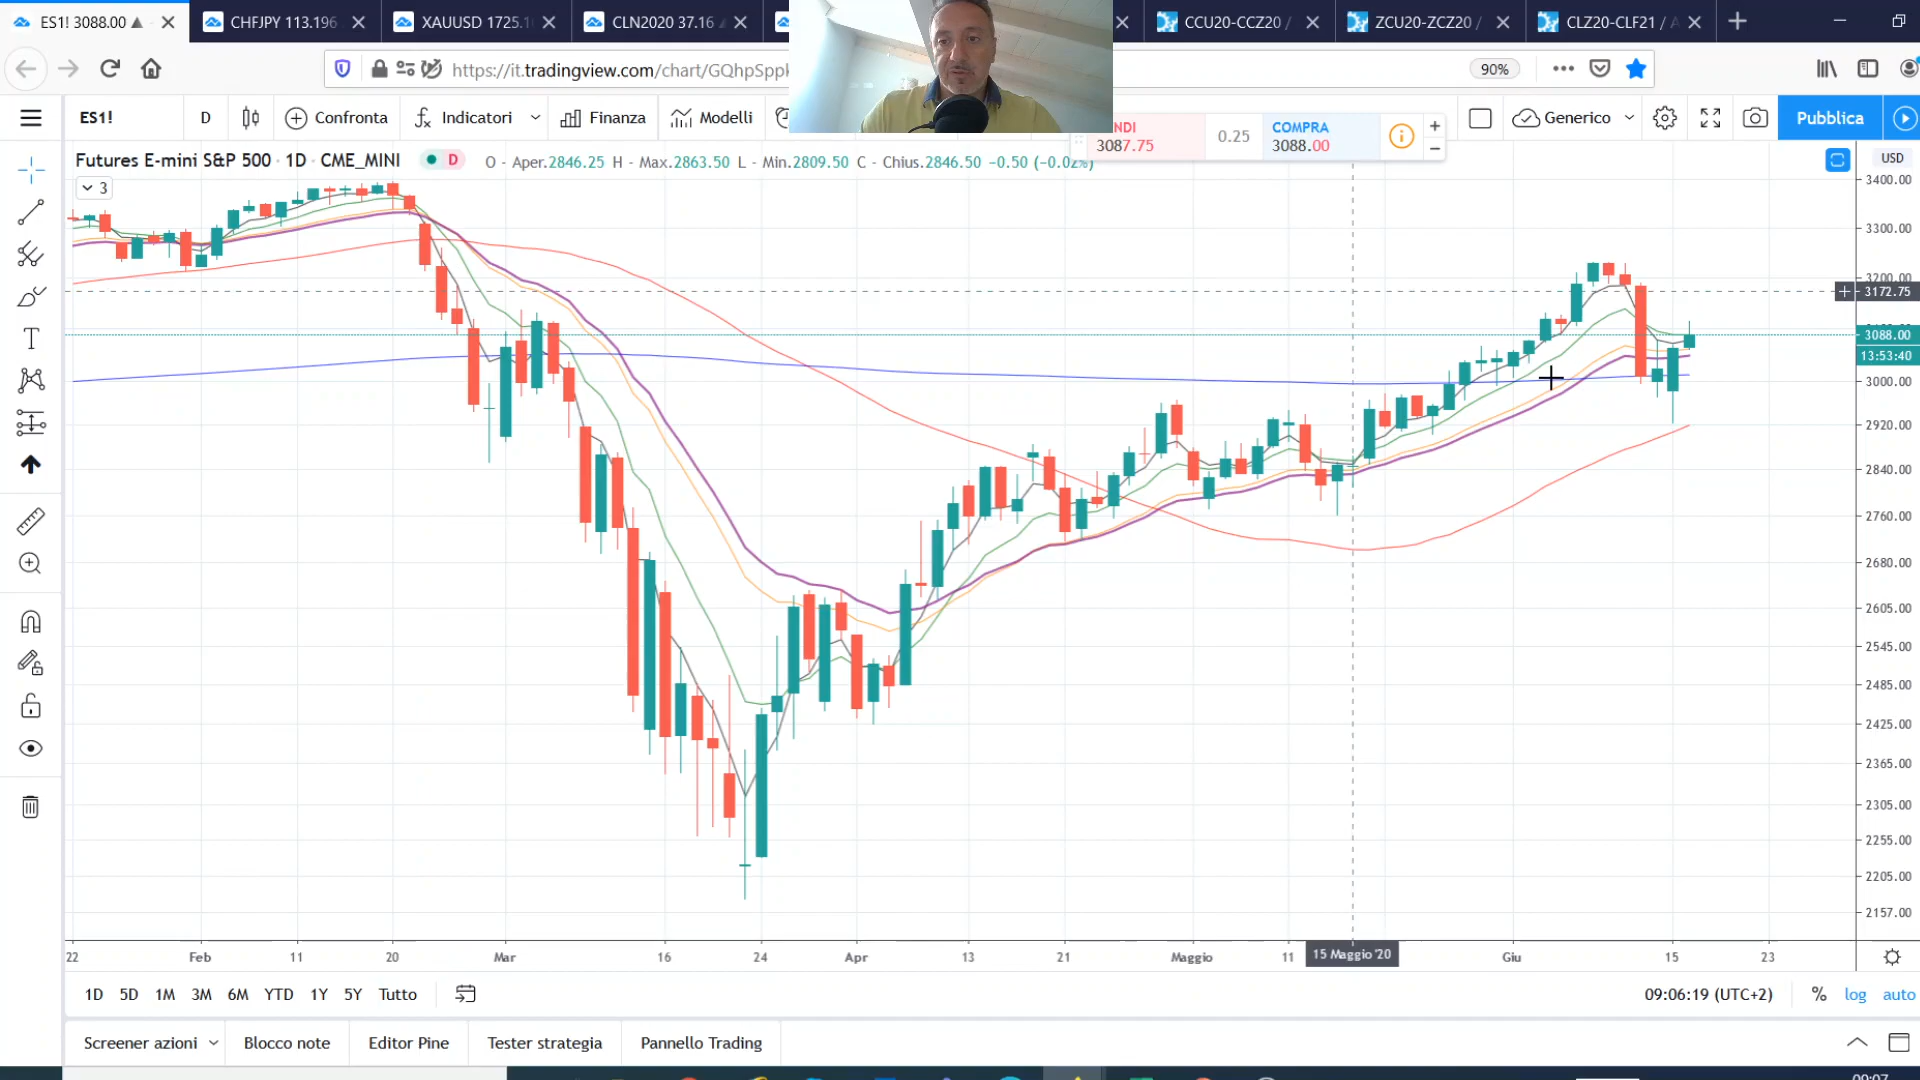 ES1! 3088.00 ▲
CHFJPY 113.196
XAUUSD 1725.1
CLN2020 37.16
CCU20-CCZ20 /
ZCU20-ZCZ20 /
CLZ20-CLF21 / A
https://it.tradingview.com/chart/GQhpSppk
90%
ES1!
D
Confronta
Indicatori
Finanza
Modelli
Generico
Pubblica
NDI
3087.75
0.25
COMPRA
3088.00
Futures E-mini S&P 500 · 1D · CME_MINI
D
O - Aper.2846.25 H - Max.2863.50 L - Min.2809.50 C - Chius.2846.50 −0.50 (−0.02%)
3
USD
3400.00
3300.00
3200.00
3172.75
3088.00
13:53:40
3000.00
2920.00
2840.00
2760.00
2680.00
2605.00
2545.00
2485.00
2425.00
2365.00
2305.00
2255.00
2205.00
2157.00
22 Feb 11 20 Mar 16 24 Apr 13 21 Maggio 11 15 Maggio '20 Giu 15 23
1D 5D 1M 3M 6M YTD 1Y 5Y Tutto
09:06:19 (UTC+2) % log auto
Screener azioni
Blocco note
Editor Pine
Tester strategia
Pannello Trading